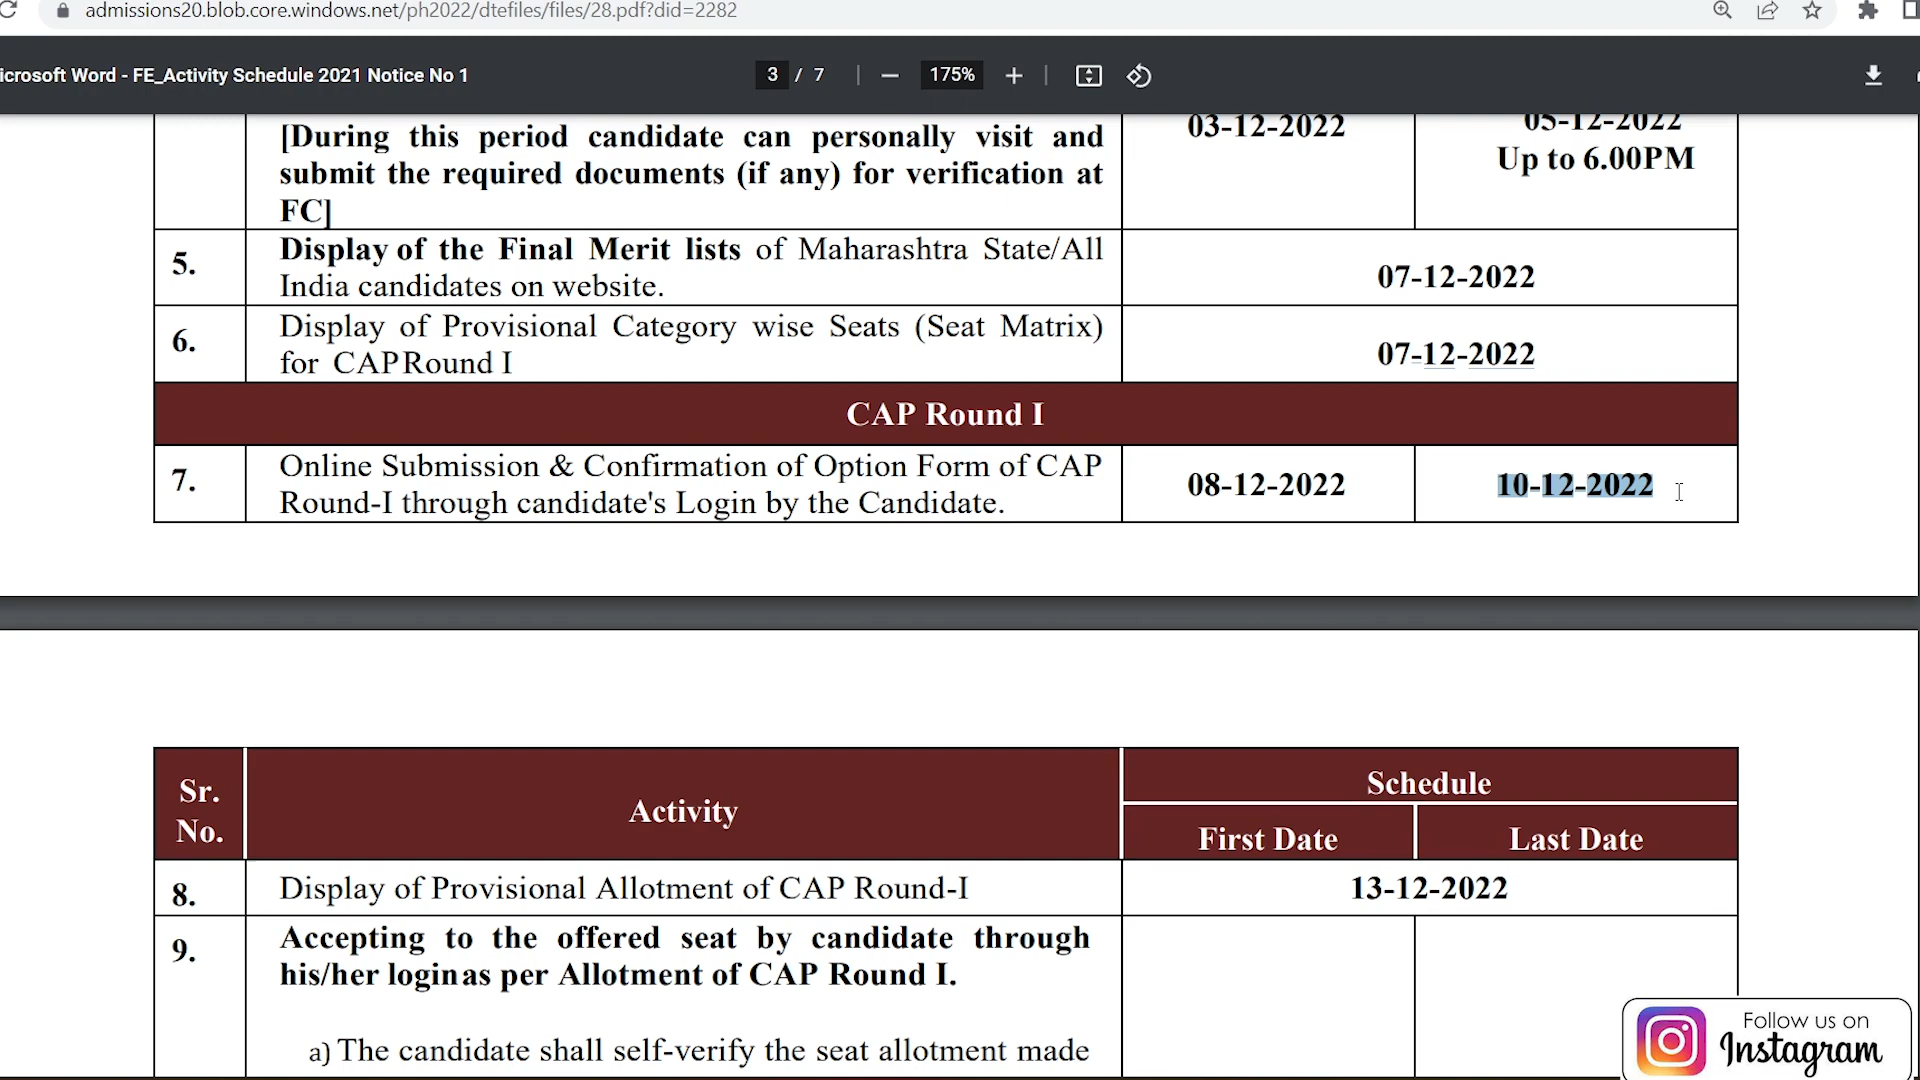 admissions20.blob.core.windows.net/ph2022/dtefiles/files/28.pdf?did=2282
icrosoft Word - FE_Activity Schedule 2021 Notice No 1
3 / 7
175%
[During this period candidate can personally visit and
submit the required documents (if any) for verification at
FC]
03-12-2022
05-12-2022
Up to 6.00PM
5.
Display of the Final Merit lists of Maharashtra State/All
India candidates on website.
07-12-2022
6.
Display of Provisional Category wise Seats (Seat Matrix)
for CAP Round I
07-12-2022
CAP Round I
7.
Online Submission & Confirmation of Option Form of CAP
Round-I through candidate's Login by the Candidate.
08-12-2022
10-12-2022
Sr.
No.
Activity
Schedule
First Date
Last Date
8.
Display of Provisional Allotment of CAP Round-I
13-12-2022
9.
Accepting to the offered seat by candidate through
his/her login as per Allotment of CAP Round I.
a) The candidate shall self-verify the seat allotment made
Follow us on
Instagram